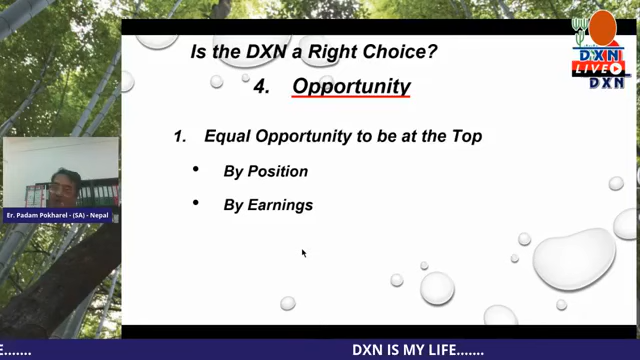 Is the DXN a Right Choice?
4. Opportunity
1. Equal Opportunity to be at the Top
• By Position
• By Earnings
DXN
LIVE
DXN
Er. Padam Pokharel - (SA) - Nepal
E.......
DXN IS MY LIFE.......